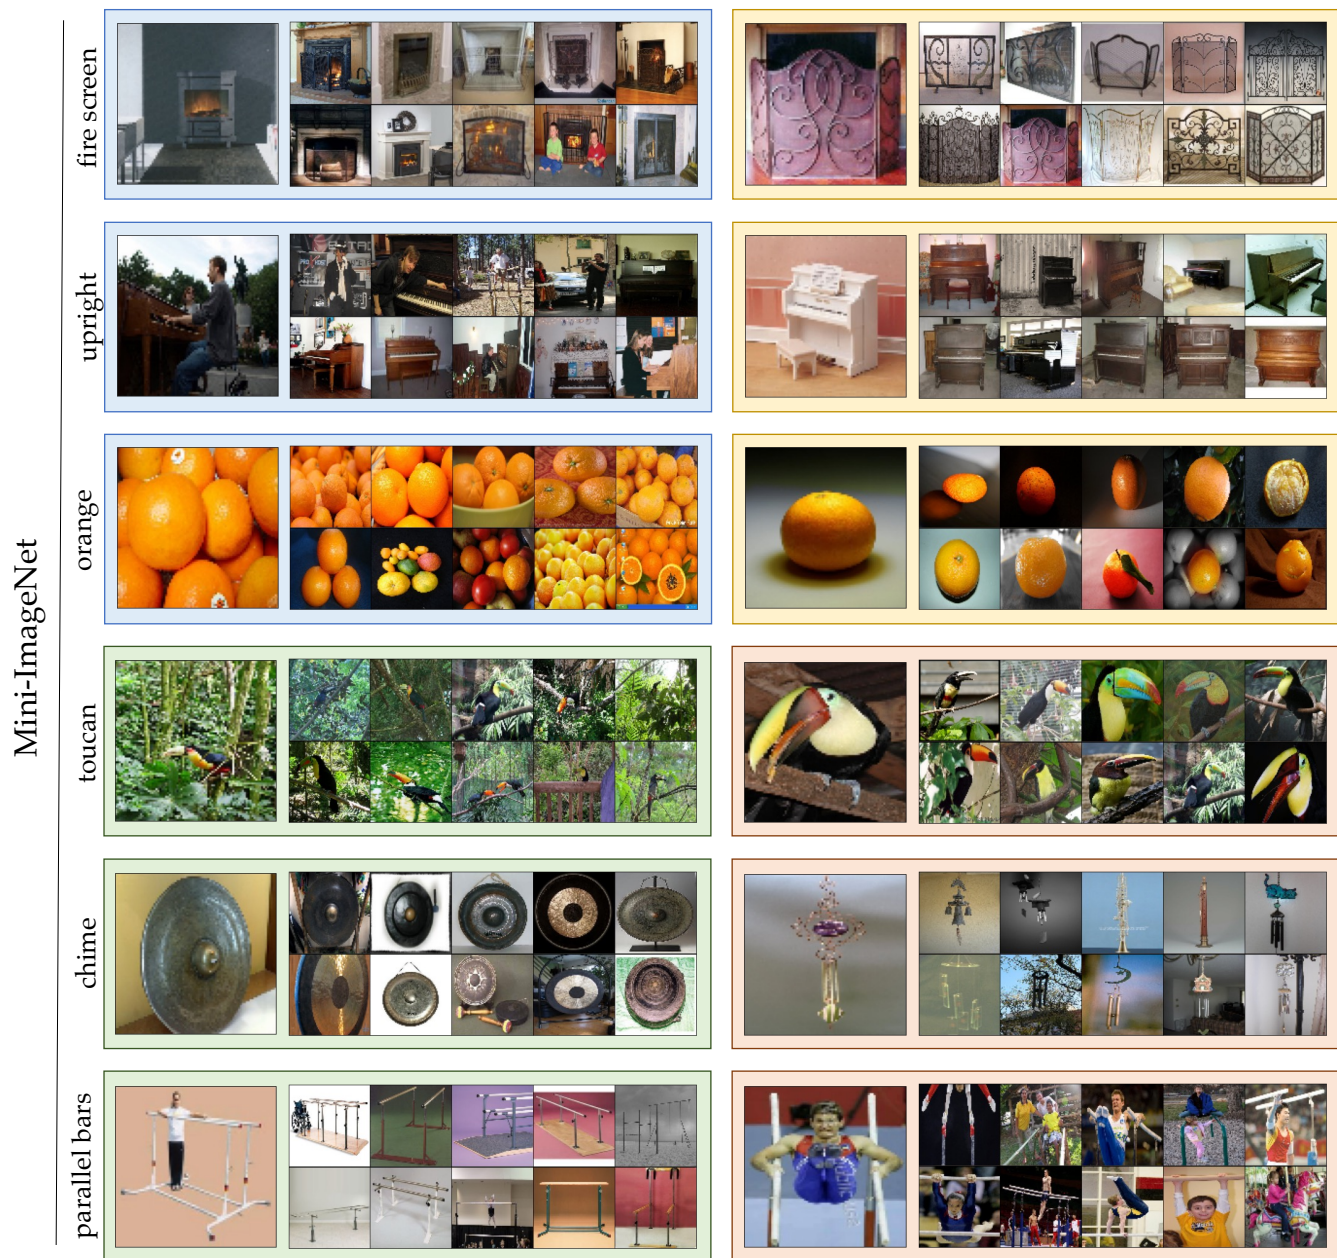 Mini-ImageNet
fire screen
upright
orange
toucan
chime
parallel bars